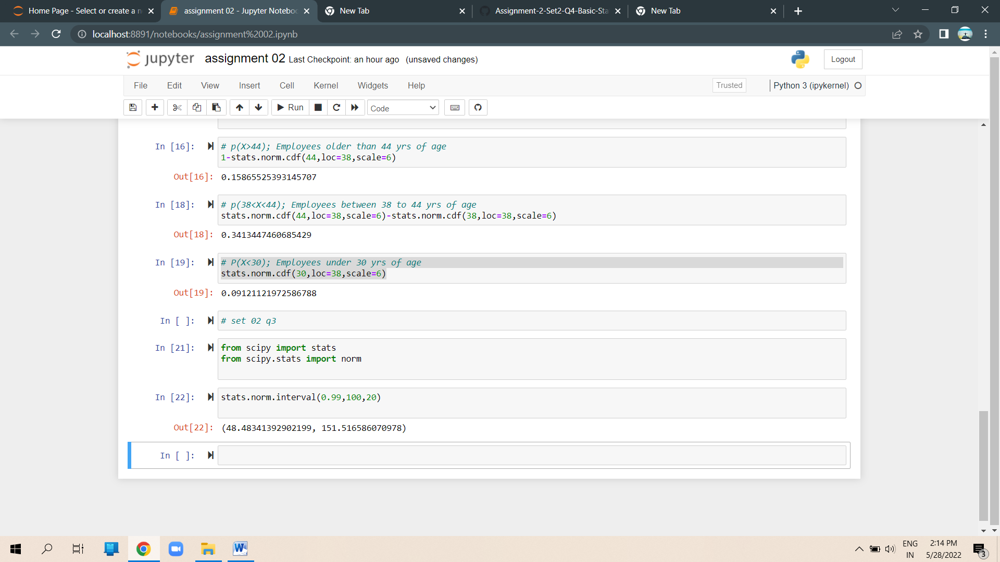 Home Page - Select or create a n
assignment 02 - Jupyter Noteboo
New Tab
Assignment-2-Set2-Q4-Basic-Sta
New Tab
localhost:8891/notebooks/assignment%2002.ipynb
jupyter assignment 02 Last Checkpoint: an hour ago (unsaved changes)
Logout
File Edit View Insert Cell Kernel Widgets Help
Trusted
Python 3 (ipykernel)
Run
Code
In [16]: # p(X>44); Employees older than 44 yrs of age
1-stats.norm.cdf(44,loc=38,scale=6)
Out[16]: 0.15865525393145707
In [18]: # p(38<X<44); Employees between 38 to 44 yrs of age
stats.norm.cdf(44,loc=38,scale=6)-stats.norm.cdf(38,loc=38,scale=6)
Out[18]: 0.3413447460685429
In [19]: # P(X<30); Employees under 30 yrs of age
stats.norm.cdf(30,loc=38,scale=6)
Out[19]: 0.09121121972586788
In [ ]: # set 02 q3
In [21]: from scipy import stats
from scipy.stats import norm
In [22]: stats.norm.interval(0.99,100,20)
Out[22]: (48.48341392902199, 151.516586070978)
In [ ]:
ENG
IN
2:14 PM
5/28/2022
3